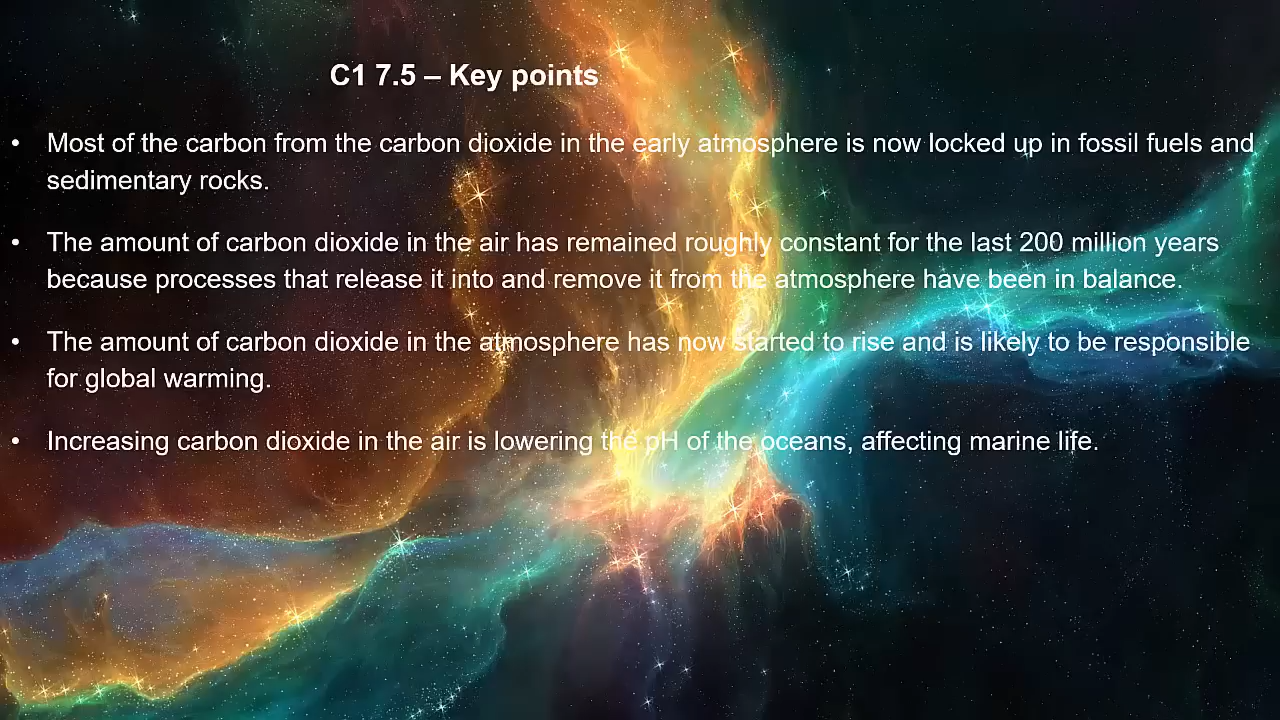 C1 7.5 – Key points
• Most of the carbon from the carbon dioxide in the early atmosphere is now locked up in fossil fuels and
sedimentary rocks.
• The amount of carbon dioxide in the air has remained roughly constant for the last 200 million years
because processes that release it into and remove it from the atmosphere have been in balance.
• The amount of carbon dioxide in the atmosphere has now started to rise and is likely to be responsible
for global warming.
• Increasing carbon dioxide in the air is lowering the pH of the oceans, affecting marine life.